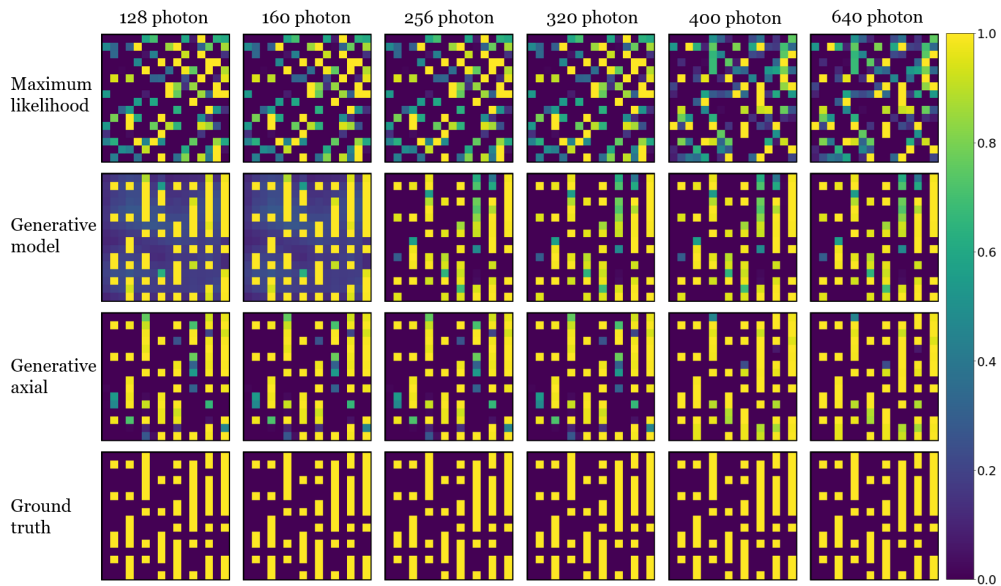 128 photon 160 photon 256 photon 320 photon 400 photon 640 photon
1.0
Maximum
likelihood
0.8
Generative
model
0.6
0.4
Generative
axial
0.2
Ground
truth
0.0